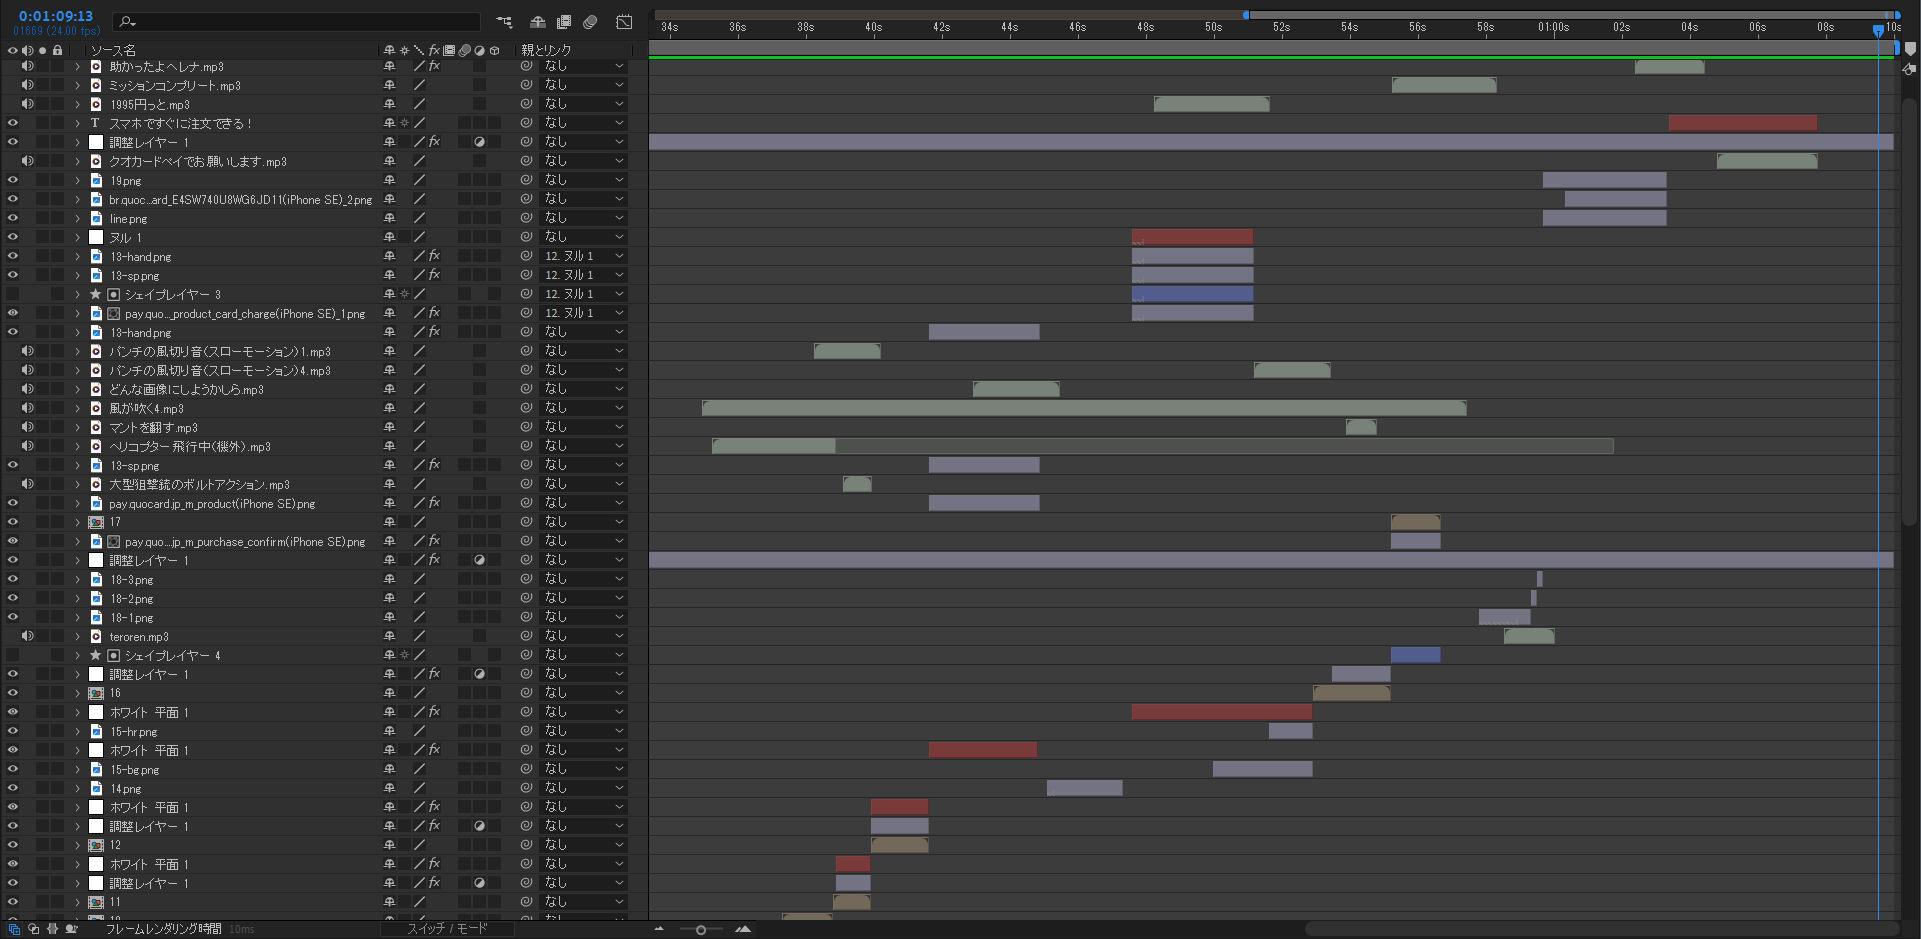 0:01:09:13
01669 (24.00 fps)
34s 36s 38s 40s 42s 44s 46s 48s 50s 52s 54s 56s 58s 01:00s 02s 04s 06s 08s 10s
ソース名 fx 親とリンク
助かったよヘレナ.mp3 fx なし
ミッションコンプリート.mp3 なし
1995円っと.mp3 なし
T スマホですぐに注文できる！ なし
調整レイヤー 1 fx なし
クオカードペイでお願いします.mp3 なし
19.png なし
br.quoc...ard_E4SW740U8WG6JD11(iPhone SE)_2.png なし
line.png なし
ヌル 1 なし
13-hand.png fx 12. ヌル 1
13-sp.png fx 12. ヌル 1
シェイプレイヤー 3 12. ヌル 1
pay.quo..._product_card_charge(iPhone SE)_1.png fx 12. ヌル 1
13-hand.png fx なし
パンチの風切り音(スローモーション)1.mp3 なし
パンチの風切り音(スローモーション)4.mp3 なし
どんな画像にしようかしら.mp3 なし
風が吹く4.mp3 なし
マントを翻す.mp3 なし
ヘリコプター飛行中(機外).mp3 なし
13-sp.png fx なし
大型狙撃銃のボルトアクション.mp3 なし
pay.quocard.jp_m_product(iPhone SE).png fx なし
17 なし
pay.quo...jp_m_purchase_confirm(iPhone SE).png fx なし
調整レイヤー 1 fx なし
18-3.png なし
18-2.png なし
18-1.png なし
teroren.mp3 なし
シェイプレイヤー 4 なし
調整レイヤー 1 fx なし
16 なし
ホワイト 平面 1 fx なし
15-hr.png なし
ホワイト 平面 1 fx なし
15-bg.png なし
14.png なし
ホワイト 平面 1 fx なし
調整レイヤー 1 fx なし
12 なし
ホワイト 平面 1 fx なし
調整レイヤー 1 fx なし
11 なし
フレームレンダリング時間 10ms スイッチ / モード